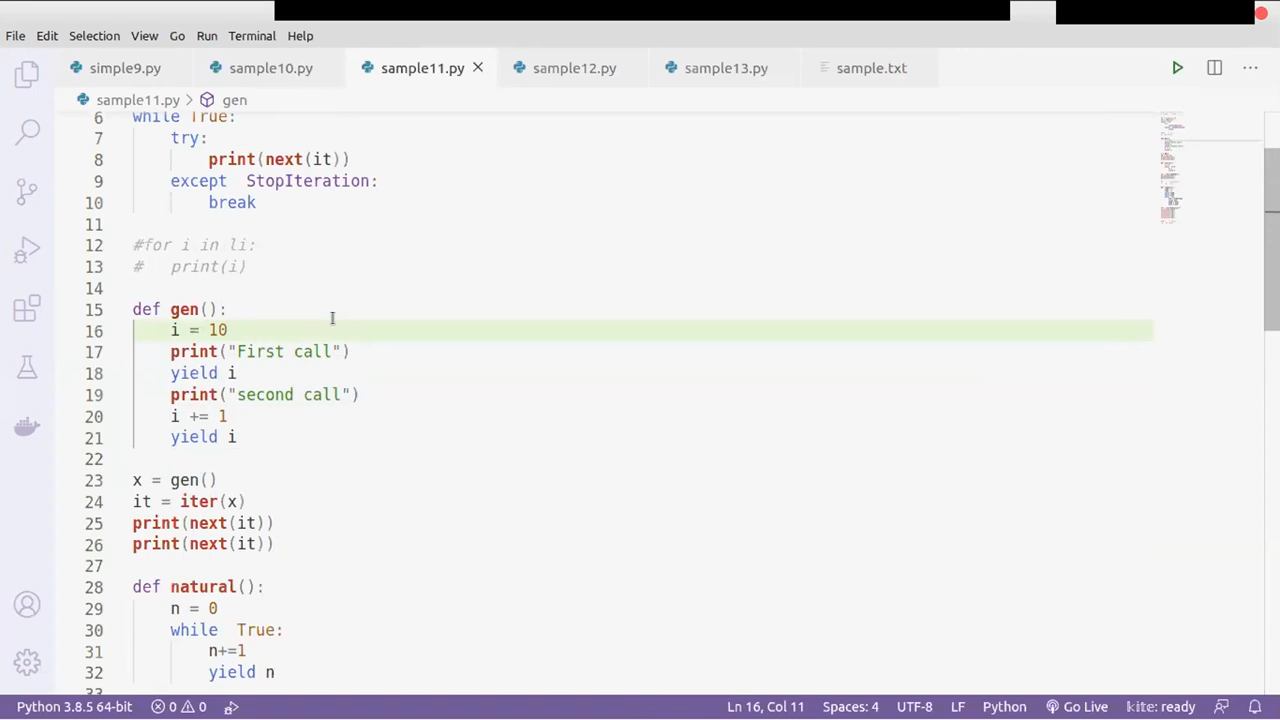 File Edit Selection View Go Run Terminal Help
simple9.py sample10.py sample11.py sample12.py sample13.py sample.txt
sample11.py > gen
6 while True:
7 try:
8 print(next(it))
9 except  StopIteration:
10 break
11
12 #for i in li:
13 #   print(i)
14
15 def gen():
16 i = 10
17 print("First call")
18 yield i
19 print("second call")
20 i += 1
21 yield i
22
23 x = gen()
24 it = iter(x)
25 print(next(it))
26 print(next(it))
27
28 def natural():
29 n = 0
30 while  True:
31 n+=1
32 yield n
33
Python 3.8.5 64-bit 0 0 Ln 16, Col 11 Spaces: 4 UTF-8 LF Python Go Live kite: ready